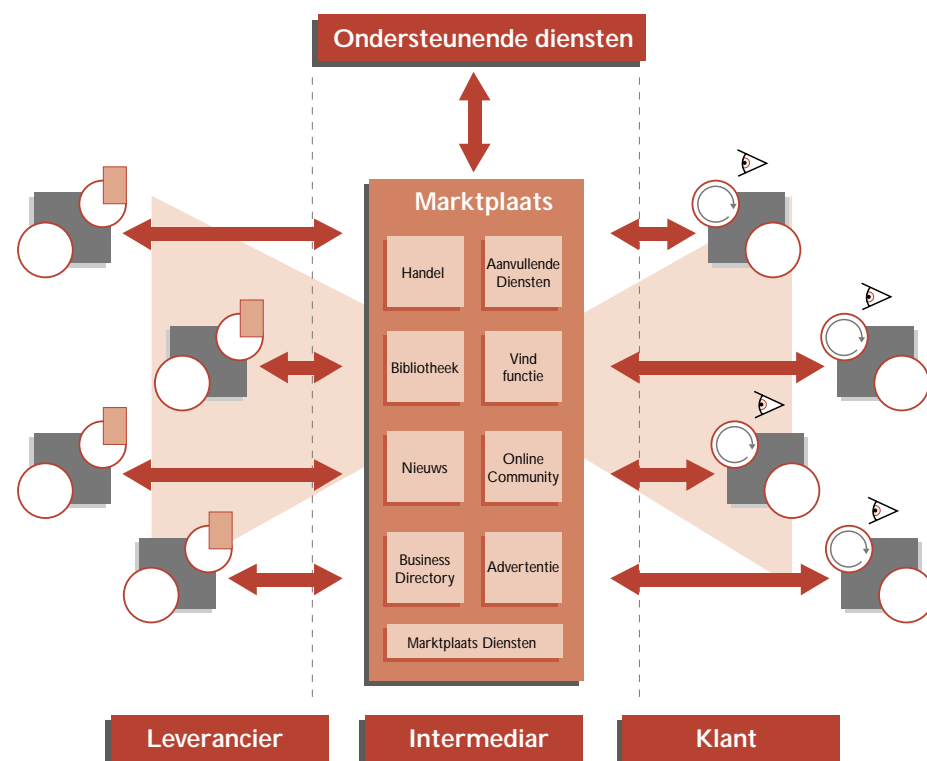 Ondersteunende diensten
Marktplaats
Handel
Aanvullende
Diensten
Bibliotheek
Vind
functie
Nieuws
Online
Community
Business
Directory
Advertentie
Marktplaats Diensten
Leverancier
Intermediar
Klant